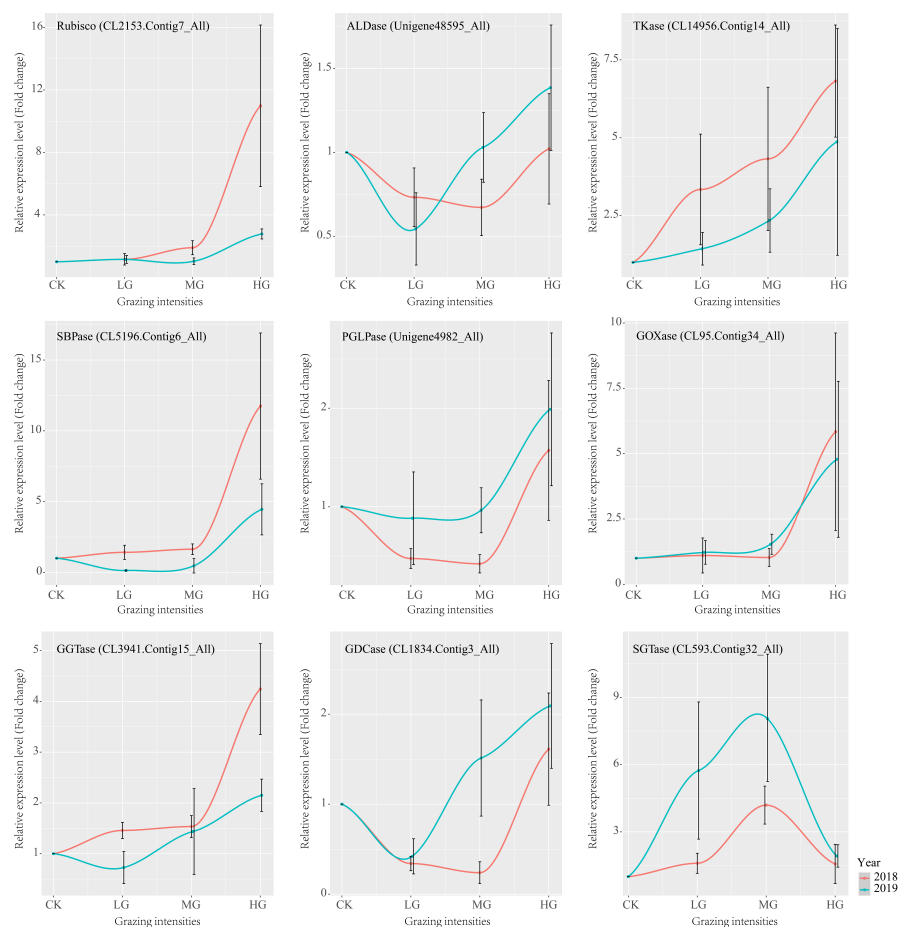 Rubisco (CL2153.Contig7_All)
Relative expression level (Fold change)
16
12
8
4
CK LG MG HG
Grazing intensities
ALDase (Unigene48595_All)
Relative expression level (Fold change)
1.5
1
0.5
CK LG MG HG
Grazing intensities
TKase (CL14956.Contig14_All)
Relative expression level (Fold change)
7.5
5
2.5
CK LG MG HG
Grazing intensities
SBPase (CL5196.Contig6_All)
Relative expression level (Fold change)
15
10
5
0
CK LG MG HG
Grazing intensities
PGLPase (Unigene4982_All)
Relative expression level (Fold change)
2
1
CK LG MG HG
Grazing intensities
GOXase (CL95.Contig34_All)
Relative expression level (Fold change)
10
7.5
5
2.5
0
CK LG MG HG
Grazing intensities
GGTase (CL3941.Contig15_All)
Relative expression level (Fold change)
5
4
3
2
1
CK LG MG HG
Grazing intensities
GDCase (CL1834.Contig3_All)
Relative expression level (Fold change)
2
1
0
CK LG MG HG
Grazing intensities
SGTase (CL593.Contig32_All)
Relative expression level (Fold change)
9
6
3
CK LG MG HG
Grazing intensities
Year
2018
2019